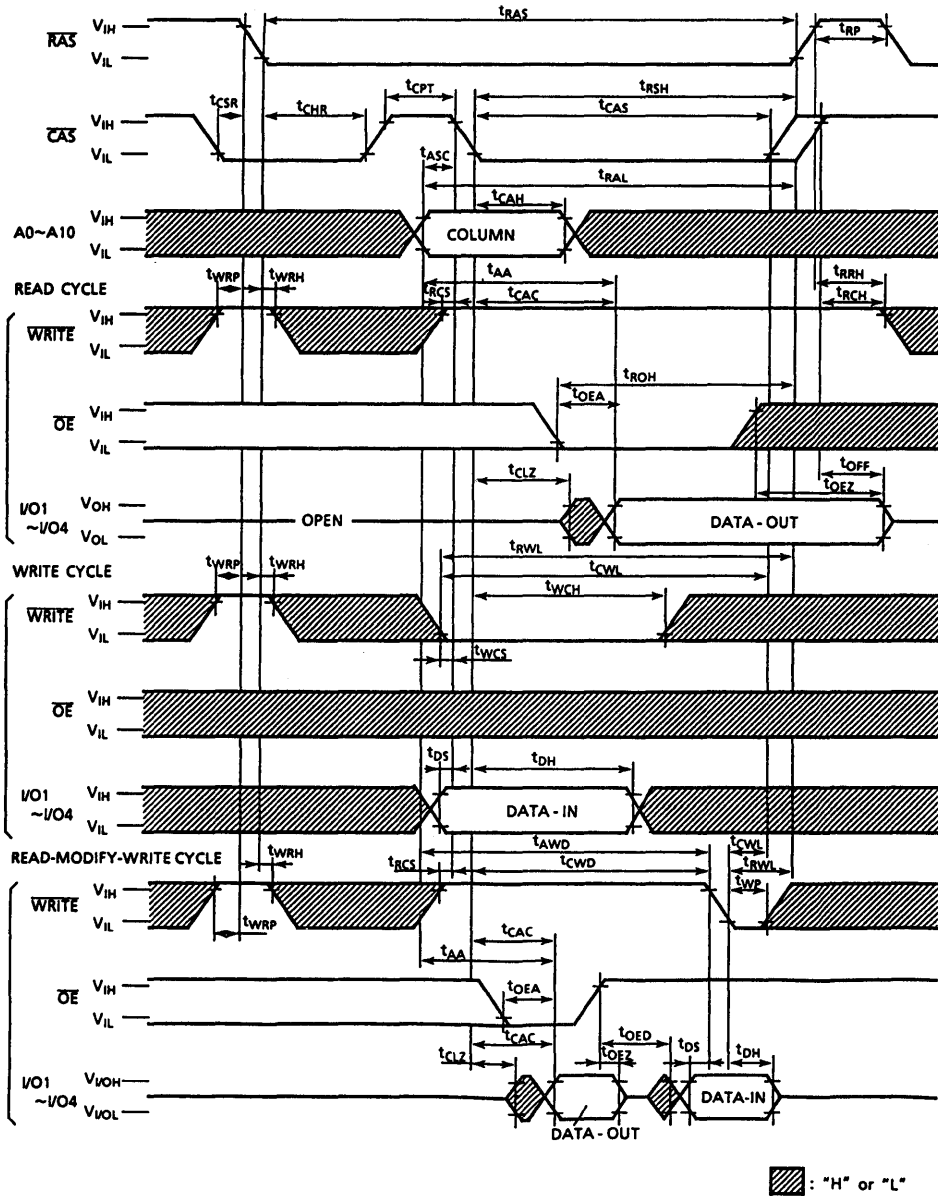 tRAS
RAS VIH
VIL
tRP
tCSR tCHR tCPT tRSH
tCAS
CAS VIH
VIL
tASC
tRAL
tCAH
A0~A10 VIH
VIL
COLUMN
READ CYCLE
tWRP tWRH tRCS tAA
tCAC
tRRH
tRCH
WRITE VIH
VIL
tROH
tOEA
OE VIH
VIL
tCLZ
tOFF
tOEZ
I/O1
~I/O4
VOH
VOL
OPEN
DATA-OUT
WRITE CYCLE
tWRP tWRH
tRWL
tCWL
tWCH
WRITE VIH
VIL
tWCS
OE VIH
VIL
tDS tDH
I/O1
~I/O4
VIH
VIL
DATA-IN
READ-MODIFY-WRITE CYCLE
tWRH tRCS
tAWD
tCWD
tCWL
tRWL
tWP
WRITE VIH
VIL
tWRP
tCAC
tAA
OE VIH
VIL
tOEA
tCAC
tCLZ
tOED
tOEZ
tDS tDH
I/O1
~I/O4
VI/OH
VI/OL
DATA-IN
DATA-OUT
: "H" or "L"